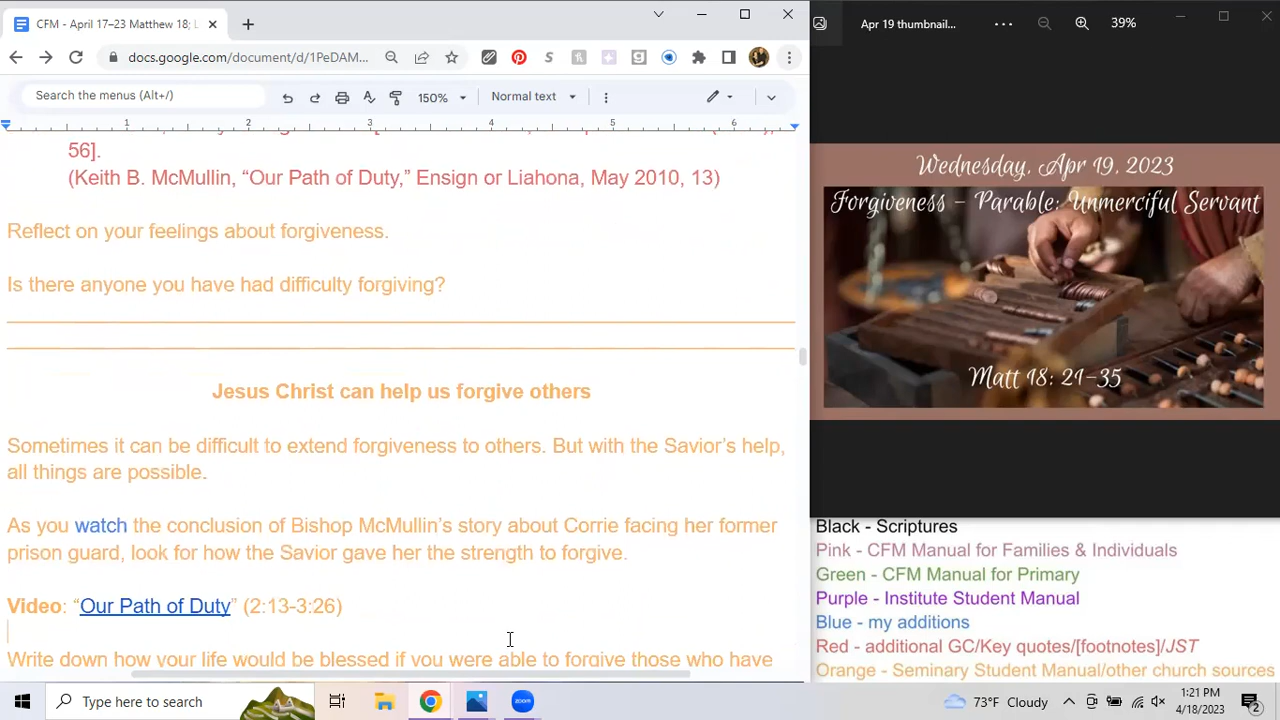 CFM - April 17–23 Matthew 18; L
docs.google.com/document/d/1PeDAM...
Search the menus (Alt+/)
150%
Normal text
1 2 3 4 5 6
56].
(Keith B. McMullin, “Our Path of Duty,” Ensign or Liahona, May 2010, 13)
Reflect on your feelings about forgiveness.
Is there anyone you have had difficulty forgiving?
Jesus Christ can help us forgive others
Sometimes it can be difficult to extend forgiveness to others. But with the Savior’s help,
all things are possible.
As you watch the conclusion of Bishop McMullin’s story about Corrie facing her former
prison guard, look for how the Savior gave her the strength to forgive.
Video: “Our Path of Duty” (2:13-3:26)
Write down how your life would be blessed if you were able to forgive those who have
Apr 19 thumbnail...
39%
Wednesday, Apr 19, 2023
Forgiveness - Parable: Unmerciful Servant
Matt 18: 21-35
Black - Scriptures
Pink - CFM Manual for Families & Individuals
Green - CFM Manual for Primary
Purple - Institute Student Manual
Blue - my additions
Red - additional GC/Key quotes/[footnotes]/JST
Orange - Seminary Student Manual/other church sources
Type here to search
zoom
73°F Cloudy
1:21 PM
4/18/2023
2